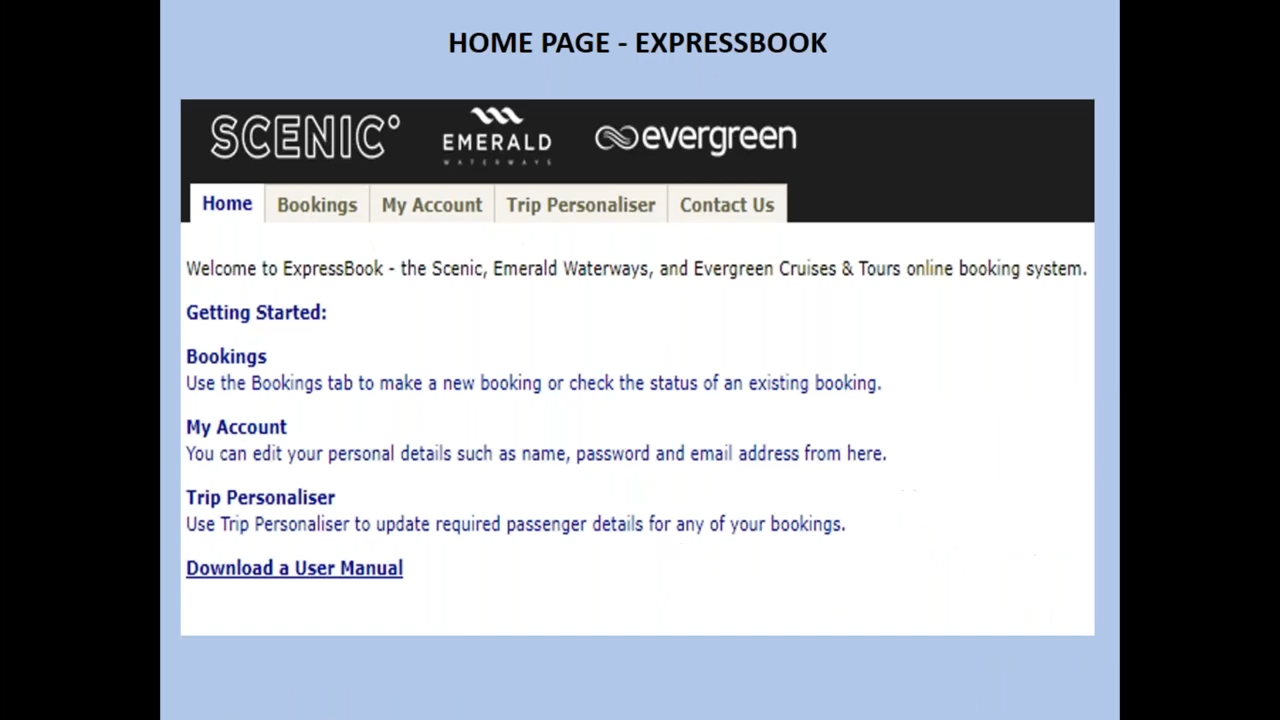 HOME PAGE - EXPRESSBOOK
SCENIC° EMERALD WATERWAYS evergreen
Home Bookings My Account Trip Personaliser Contact Us
Welcome to ExpressBook - the Scenic, Emerald Waterways, and Evergreen Cruises & Tours online booking system.
Getting Started:
Bookings
Use the Bookings tab to make a new booking or check the status of an existing booking.
My Account
You can edit your personal details such as name, password and email address from here.
Trip Personaliser
Use Trip Personaliser to update required passenger details for any of your bookings.
Download a User Manual